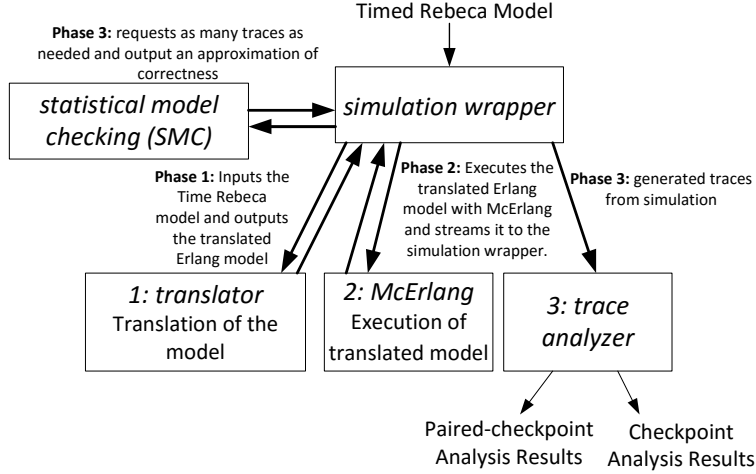 Timed Rebeca Model
Phase 3: requests as many traces as
needed and output an approximation of
correctness
statistical model
checking (SMC)
simulation wrapper
Phase 1: Inputs the
Time Rebeca
model and outputs
the translated
Erlang model
Phase 2: Executes the
translated Erlang
model with McErlang
and streams it to the
simulation wrapper.
Phase 3: generated traces
from simulation
1: translator
Translation of the
model
2: McErlang
Execution of
translated model
3: trace
analyzer
Paired-checkpoint
Analysis Results
Checkpoint
Analysis Results